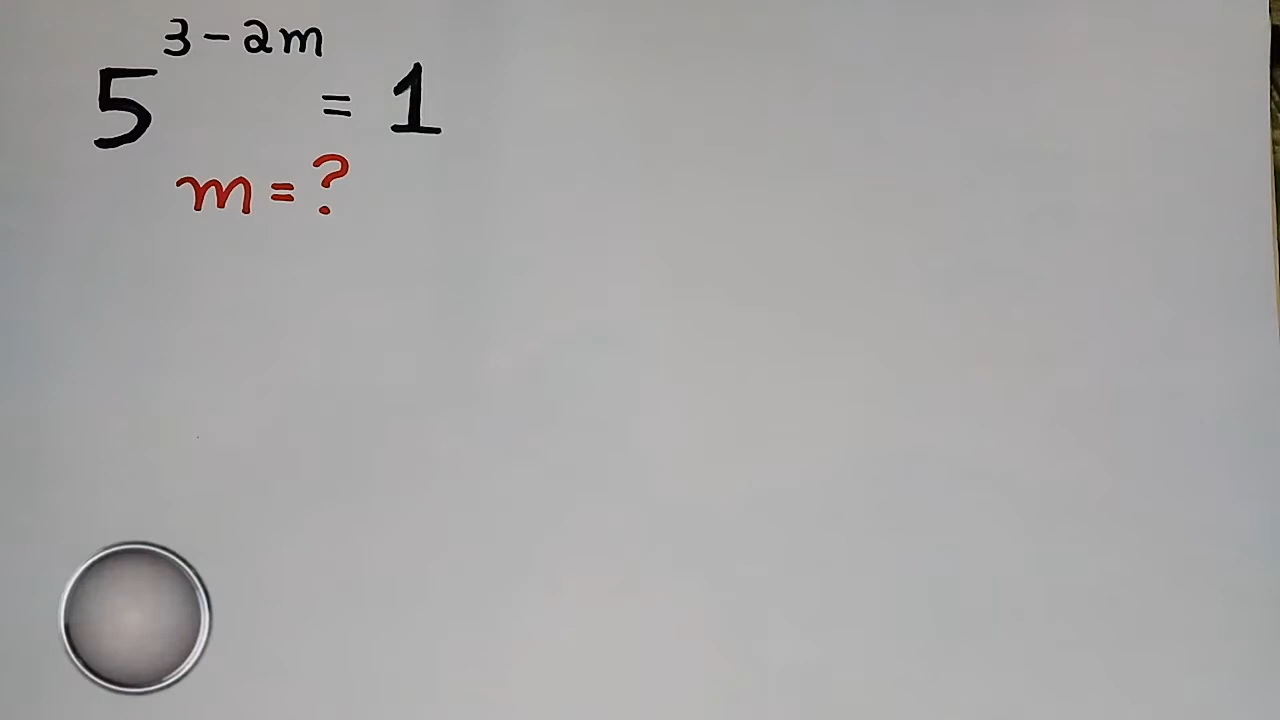 5^{3-2m} = 1
m = ?